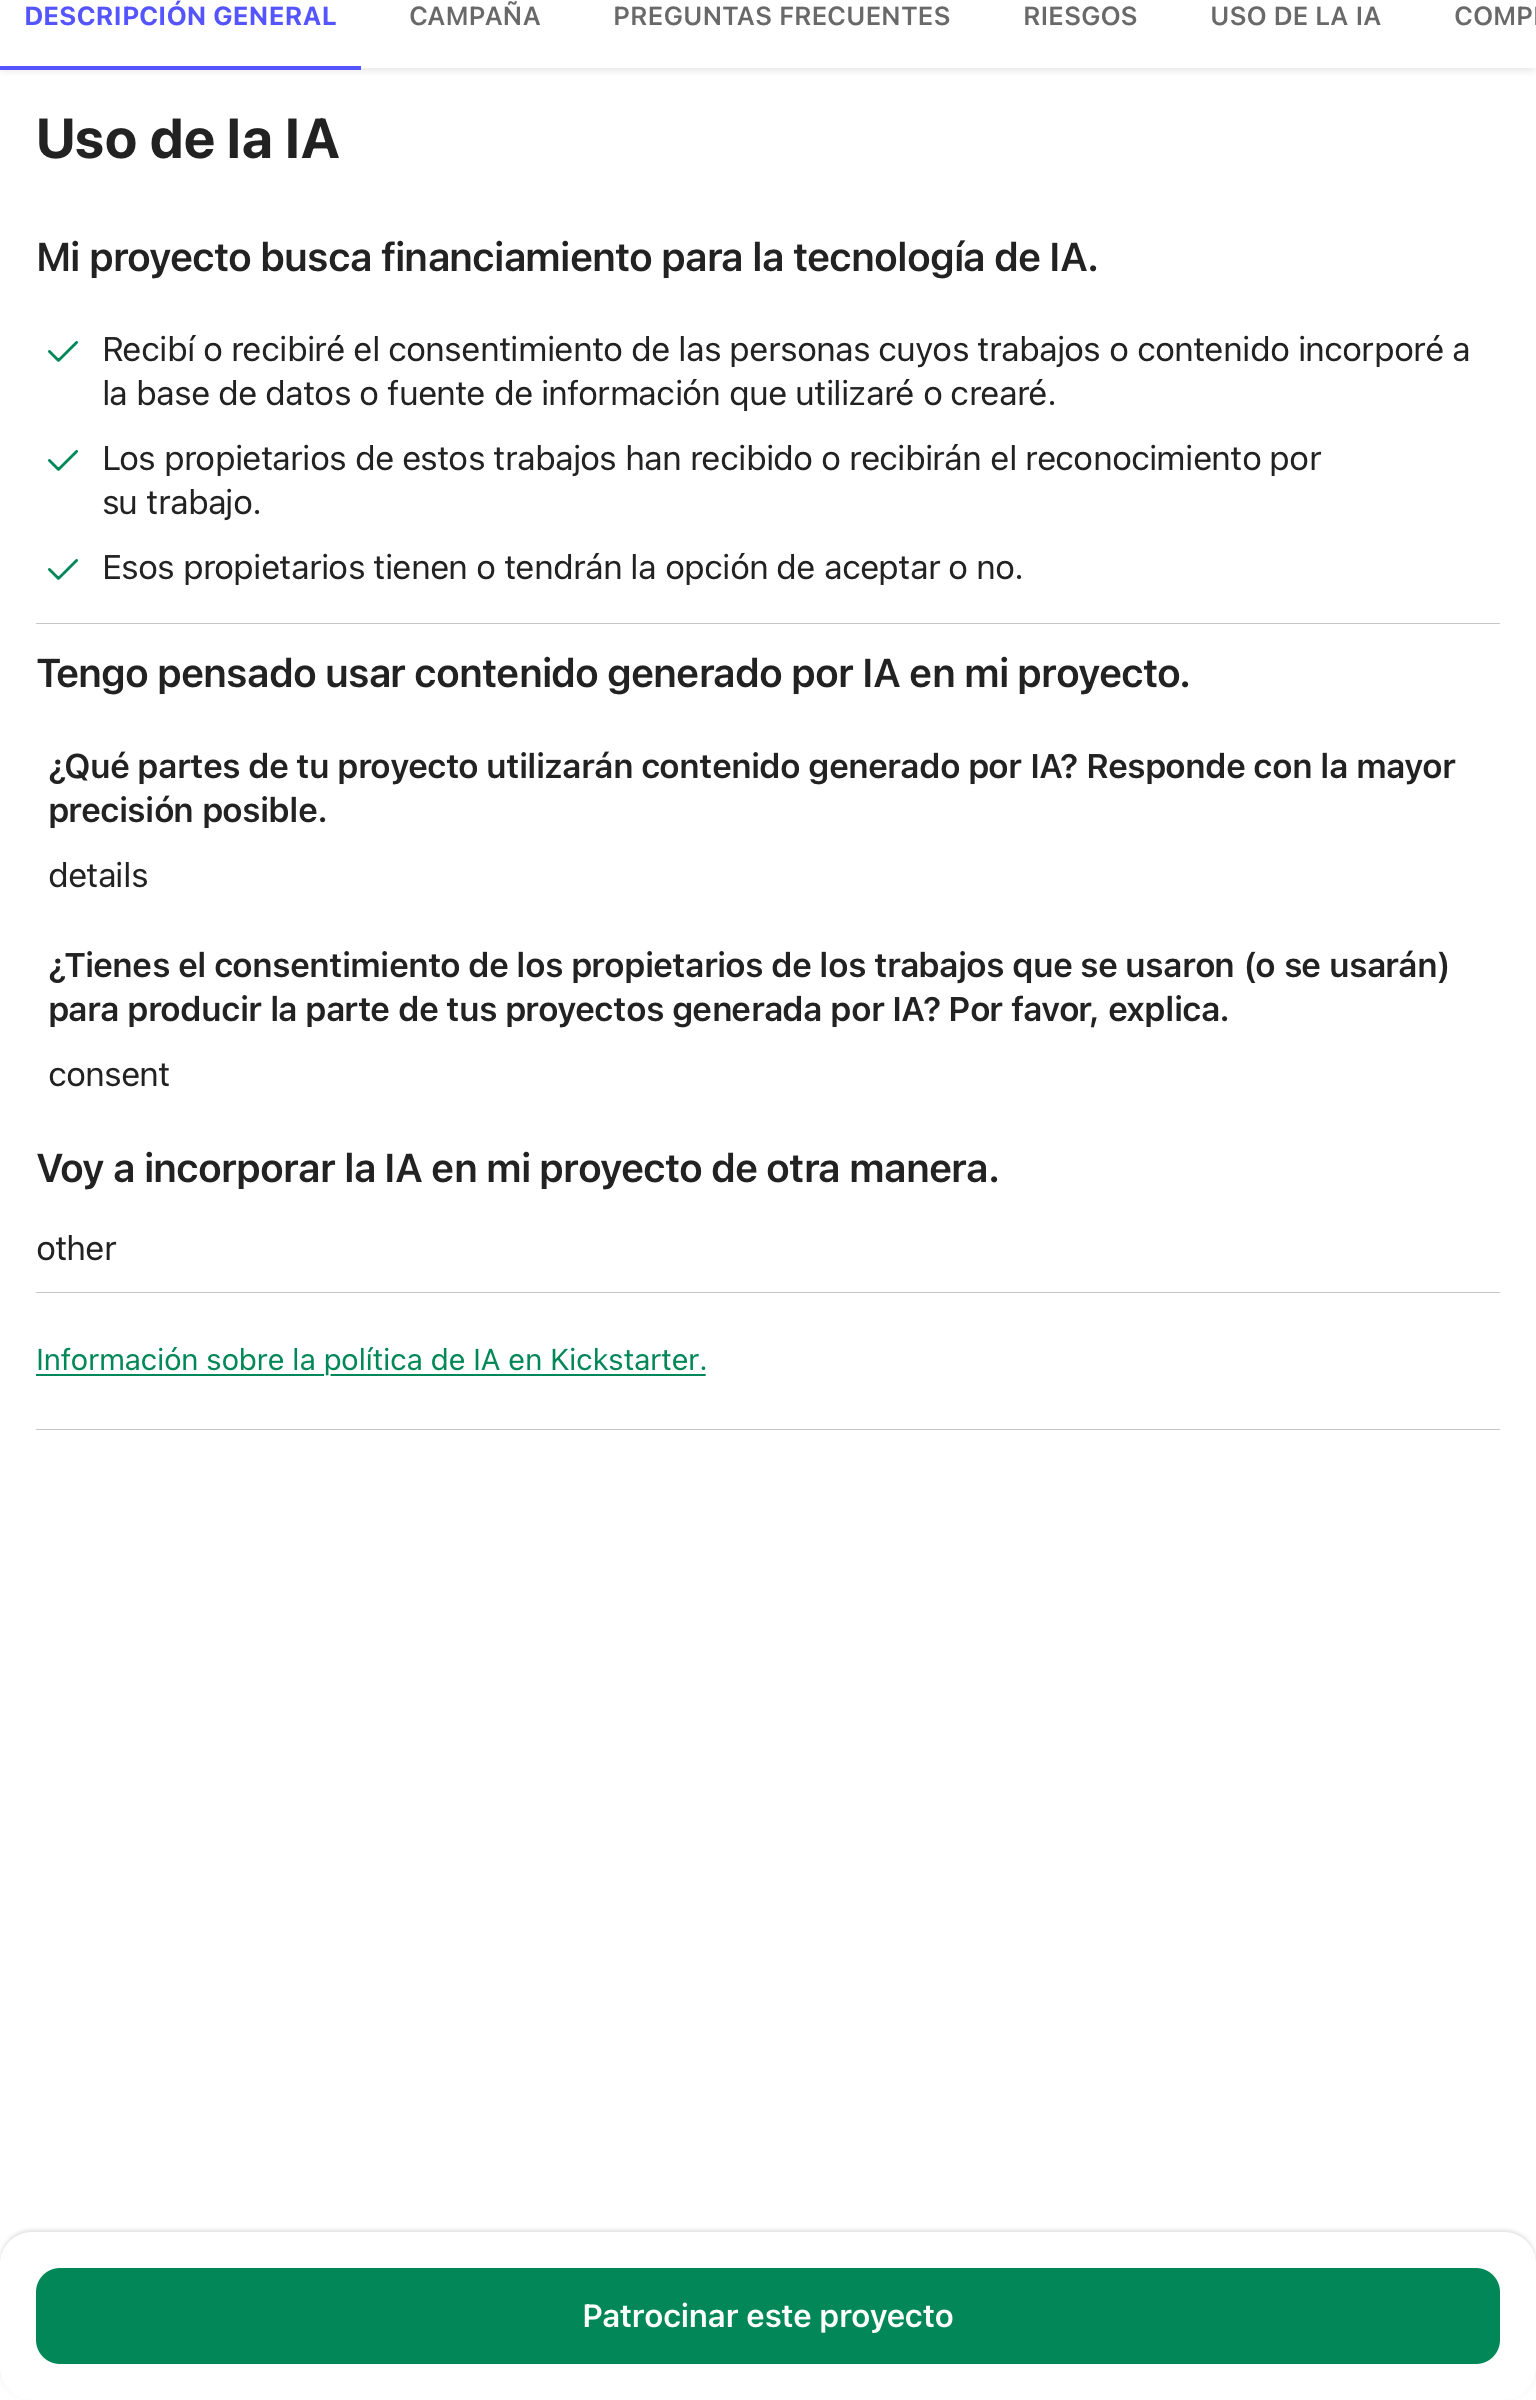 DESCRIPCIÓN GENERAL CAMPAÑA PREGUNTAS FRECUENTES RIESGOS USO DE LA IA
Uso de la IA
Mi proyecto busca financiamiento para la tecnología de IA.
Recibí o recibiré el consentimiento de las personas cuyos trabajos o contenido incorporé a
la base de datos o fuente de información que utilizaré o crearé.
Los propietarios de estos trabajos han recibido o recibirán el reconocimiento por
su trabajo.
Esos propietarios tienen o tendrán la opción de aceptar o no.
Tengo pensado usar contenido generado por IA en mi proyecto.
¿Qué partes de tu proyecto utilizarán contenido generado por IA? Responde con la mayor
precisión posible.
details
¿Tienes el consentimiento de los propietarios de los trabajos que se usaron (o se usarán)
para producir la parte de tus proyectos generada por IA? Por favor, explica.
consent
Voy a incorporar la IA en mi proyecto de otra manera.
other
Información sobre la política de IA en Kickstarter.
Patrocinar este proyecto